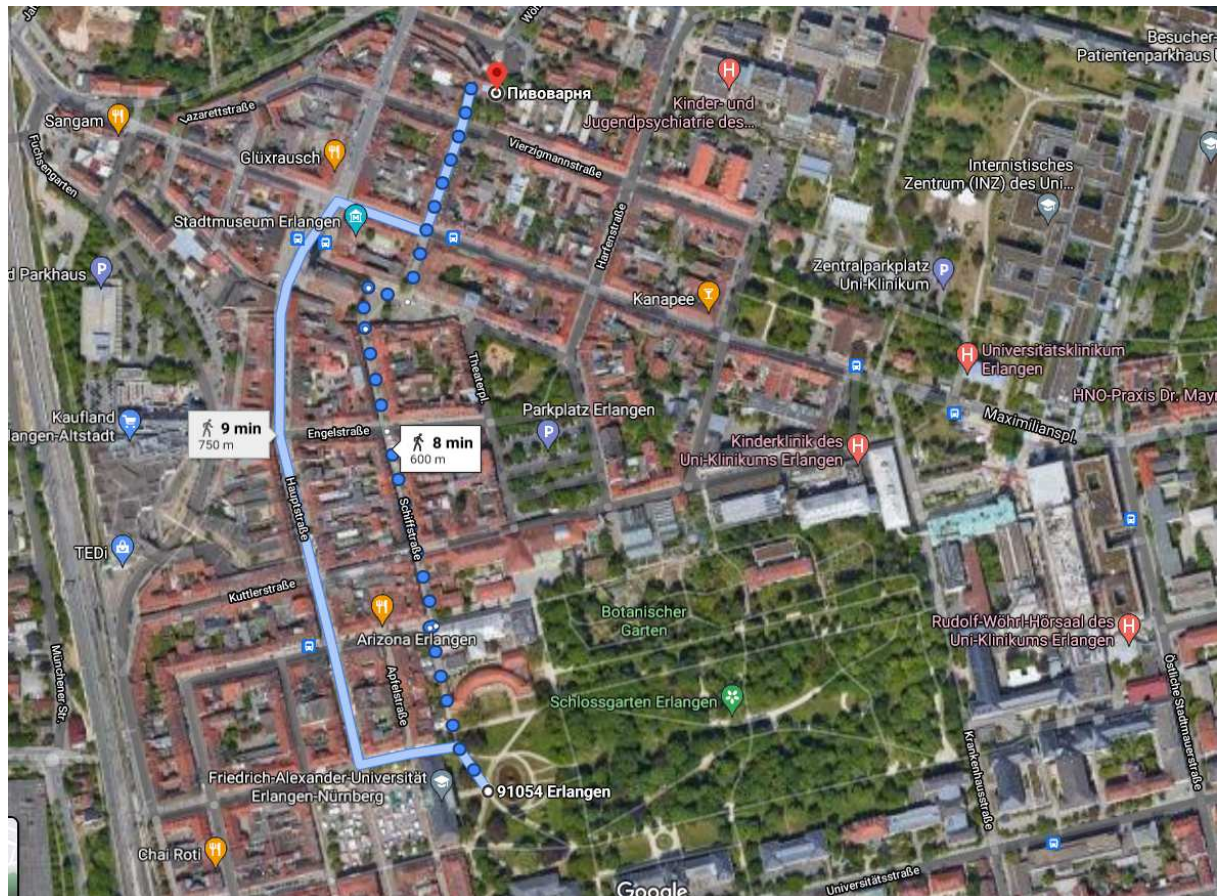 Besucher-
Patientenparkhaus
Пивоварня
Kinder- und
Jugendpsychiatrie des...
Sangam
Lazarettstraße
Glüxrausch
Vierzigmannstraße
Fuchsengarten
Internistisches
Zentrum (INZ) des Uni...
Stadtmuseum Erlangen
Harfenstraße
d Parkhaus
Zentralparkplatz
Uni-Klinikum
Kanapee
Universitätsklinikum
Erlangen
Theaterpl.
HNO-Praxis Dr. Mayr
Parkplatz Erlangen
Maximilianspl.
Kaufland
langen-Altstadt
9 min
750 m
Engelstraße
8 min
600 m
Kinderklinik des
Uni-Klinikums Erlangen
Hauptstraße
Schiffstraße
TEDi
Kuttlerstraße
Botanischer
Garten
Arizona Erlangen
Rudolf-Wöhrl-Hörsaal des
Uni-Klinikums Erlangen
Münchener Str.
Apfelstraße
Schlossgarten Erlangen
Östliche Stadtmauerstraße
Krankenhausstraße
Friedrich-Alexander-Universität
Erlangen-Nürnberg
91054 Erlangen
Chai Roti
Google
Universitätsstraße